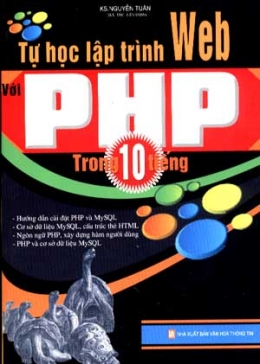 KS.NGUYỄN TUẤN
Tự học lập trình Web
Với
PHP
Trong 10 tiếng
- Hướng dẫn cài đặt PHP và MySQL
- Cơ sở dữ liệu MySQL, cấu trúc thẻ HTML
- Ngôn ngữ PHP, xây dựng hàm người dùng
- PHP và cơ sở dữ liệu MySQL
NHÀ XUẤT BẢN VĂN HOÁ THÔNG TIN